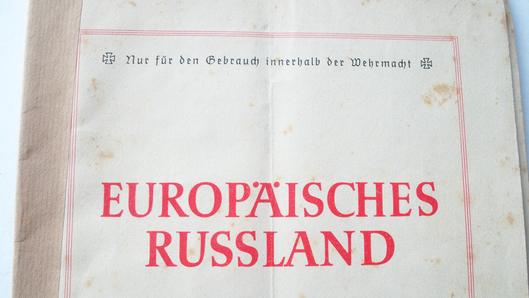 Nur für den Gebrauch innerhalb der Wehrmacht
EUROPÄISCHES
RUSSLAND